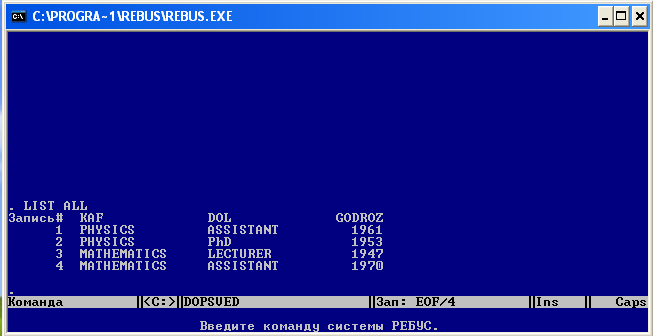 C:\PROGRA~1\REBUS\REBUS.EXE
. LIST ALL
Запись# KAF DOL GODROZ
1 PHYSICS ASSISTANT 1961
2 PHYSICS PhD 1953
3 MATHEMATICS LECTURER 1947
4 MATHEMATICS ASSISTANT 1970
.
Команда ||<C:>||DOPSVED ||Зап: EOF/4 ||Ins || Caps
Введите команду системы РЕБУС.